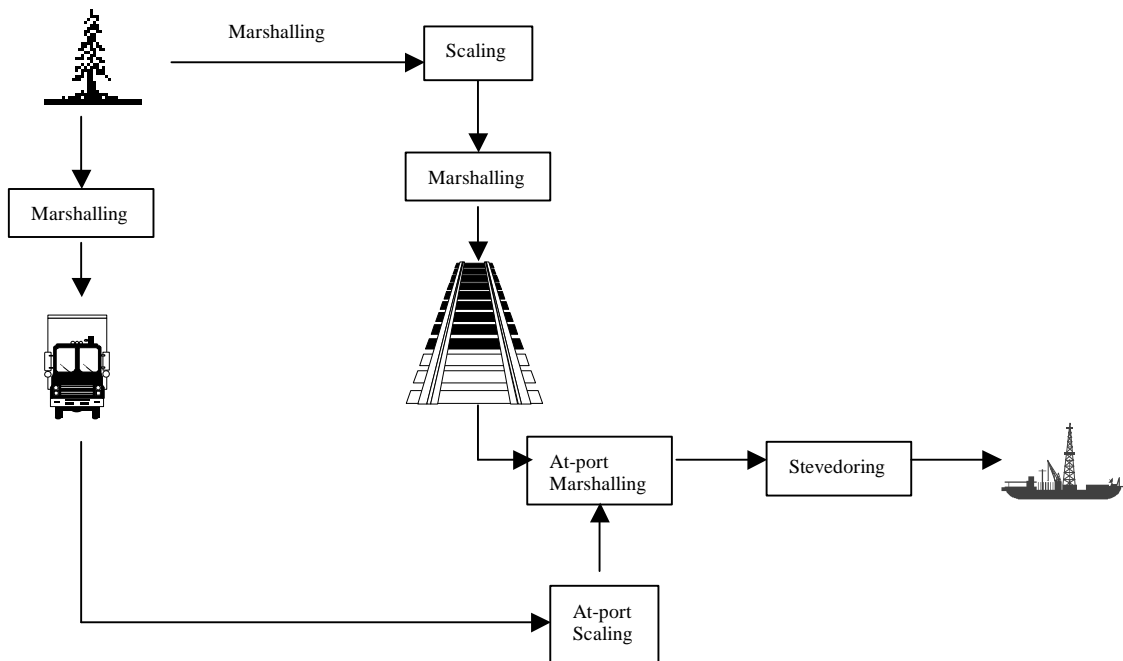 Marshalling
Scaling
Marshalling
Marshalling
At-port
Marshalling
Stevedoring
At-port
Scaling